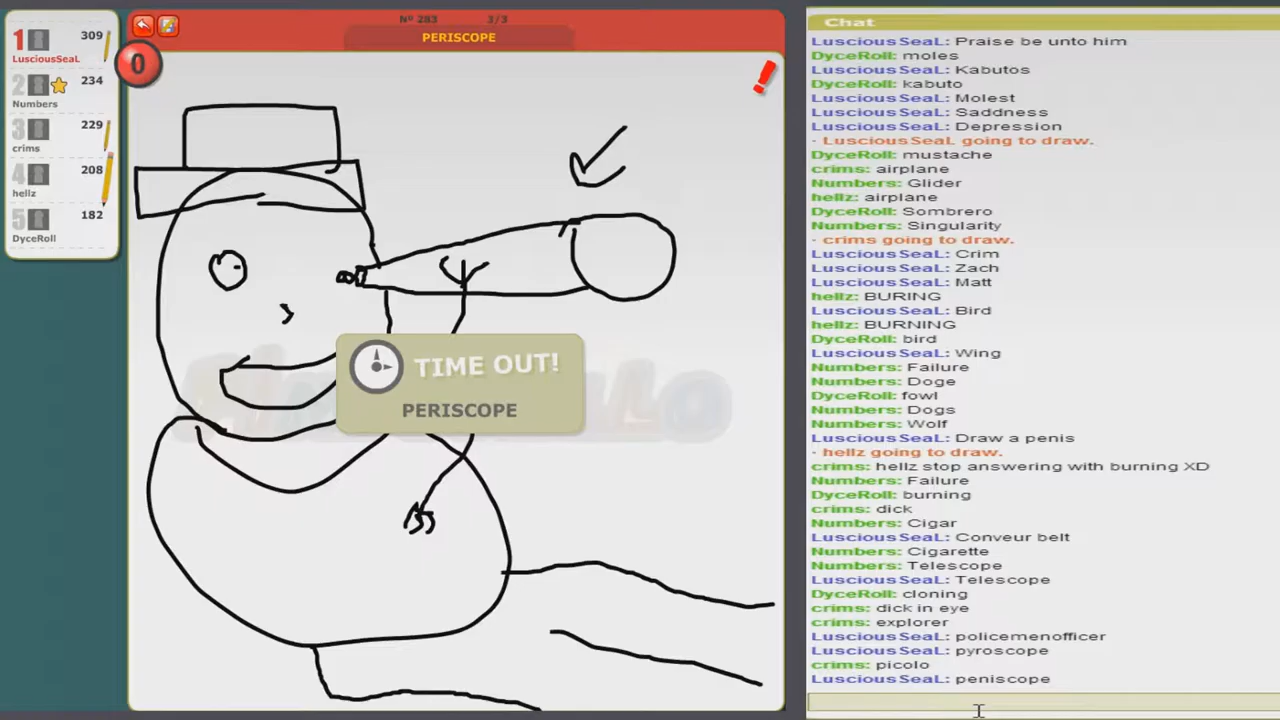 1 309
LusciousSeaL
2 234
Numbers
3 229
crims
4 208
hellz
5 182
DyceRoll
0
Nº 283 3/3
PERISCOPE
TIME OUT!
PERISCOPE
Chat
LusciousSeaL: Praise be unto him
DyceRoll: moles
LusciousSeaL: Kabutos
DyceRoll: kabuto
LusciousSeaL: Molest
LusciousSeaL: Saddness
LusciousSeaL: Depression
· LusciousSeaL going to draw.
DyceRoll: mustache
crims: airplane
Numbers: Glider
hellz: airplane
DyceRoll: Sombrero
Numbers: Singularity
· crims going to draw.
LusciousSeaL: Crim
LusciousSeaL: Zach
LusciousSeaL: Matt
hellz: BURING
LusciousSeaL: Bird
hellz: BURNING
DyceRoll: bird
LusciousSeaL: Wing
Numbers: Failure
Numbers: Doge
DyceRoll: fowl
Numbers: Dogs
Numbers: Wolf
LusciousSeaL: Draw a penis
· hellz going to draw.
crims: hellz stop answering with burning XD
Numbers: Failure
DyceRoll: burning
crims: dick
Numbers: Cigar
LusciousSeaL: Conveur belt
Numbers: Cigarette
Numbers: Telescope
LusciousSeaL: Telescope
DyceRoll: cloning
crims: dick in eye
crims: explorer
LusciousSeaL: policemenofficer
LusciousSeaL: pyroscope
crims: picolo
LusciousSeaL: peniscope